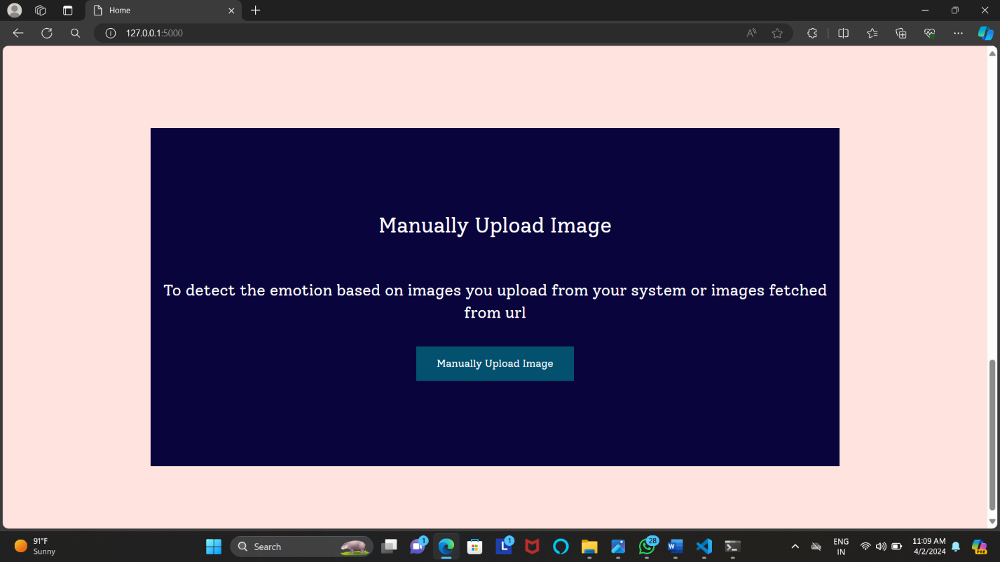 Home
127.0.0.1:5000
Manually Upload Image
To detect the emotion based on images you upload from your system or images fetched
from url
Manually Upload Image
91°F
Sunny
Search
1
L
1
28
W
PRE
ENG
IN
11:09 AM
4/2/2024